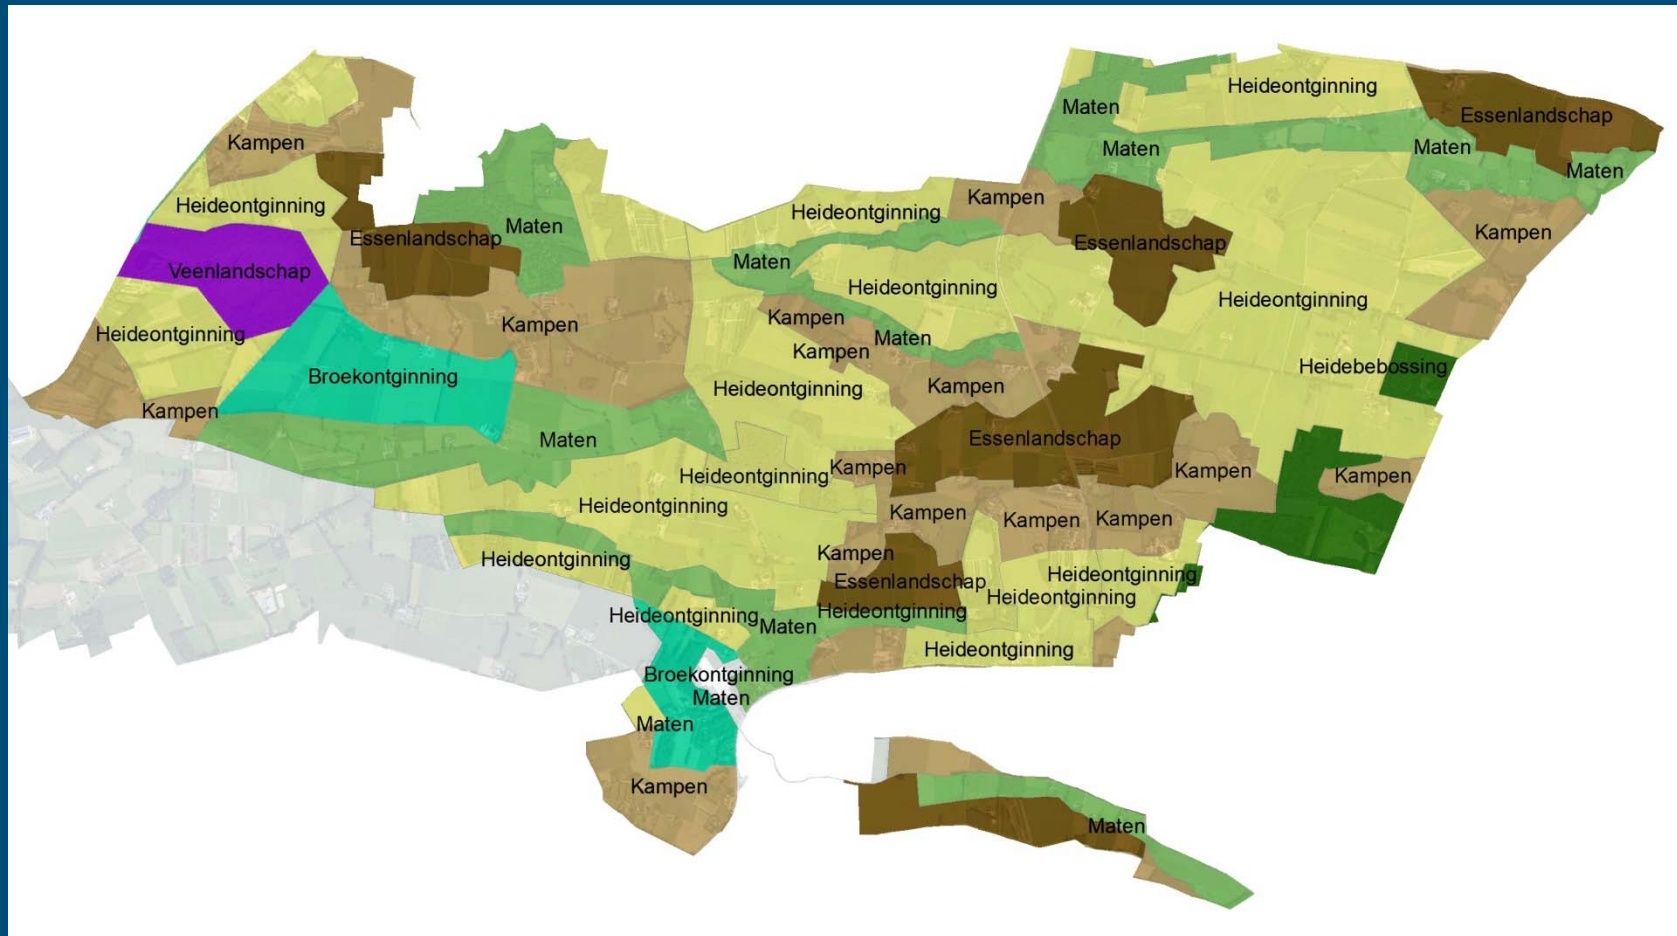 Heideontginning
Maten
Essenlandschap
Kampen
Maten
Maten
Maten
Kampen
Heideontginning
Heideontginning
Maten
Kampen
Essenlandschap
Essenlandschap
Maten
Veenlandschap
Heideontginning
Heideontginning
Kampen
Kampen
Heideontginning
Maten
Kampen
Heideontginning
Heidebebossing
Broekontginning
Kampen
Heideontginning
Kampen
Maten
Essenlandschap
Heideontginning
Kampen
Kampen
Kampen
Heideontginning
Kampen
Kampen
Kampen
Kampen
Heideontginning
Essenlandschap
Heideontginning
Heideontginning
Heideontginning
Heideontginning
Maten
Heideontginning
Broekontginning
Maten
Maten
Kampen
Maten